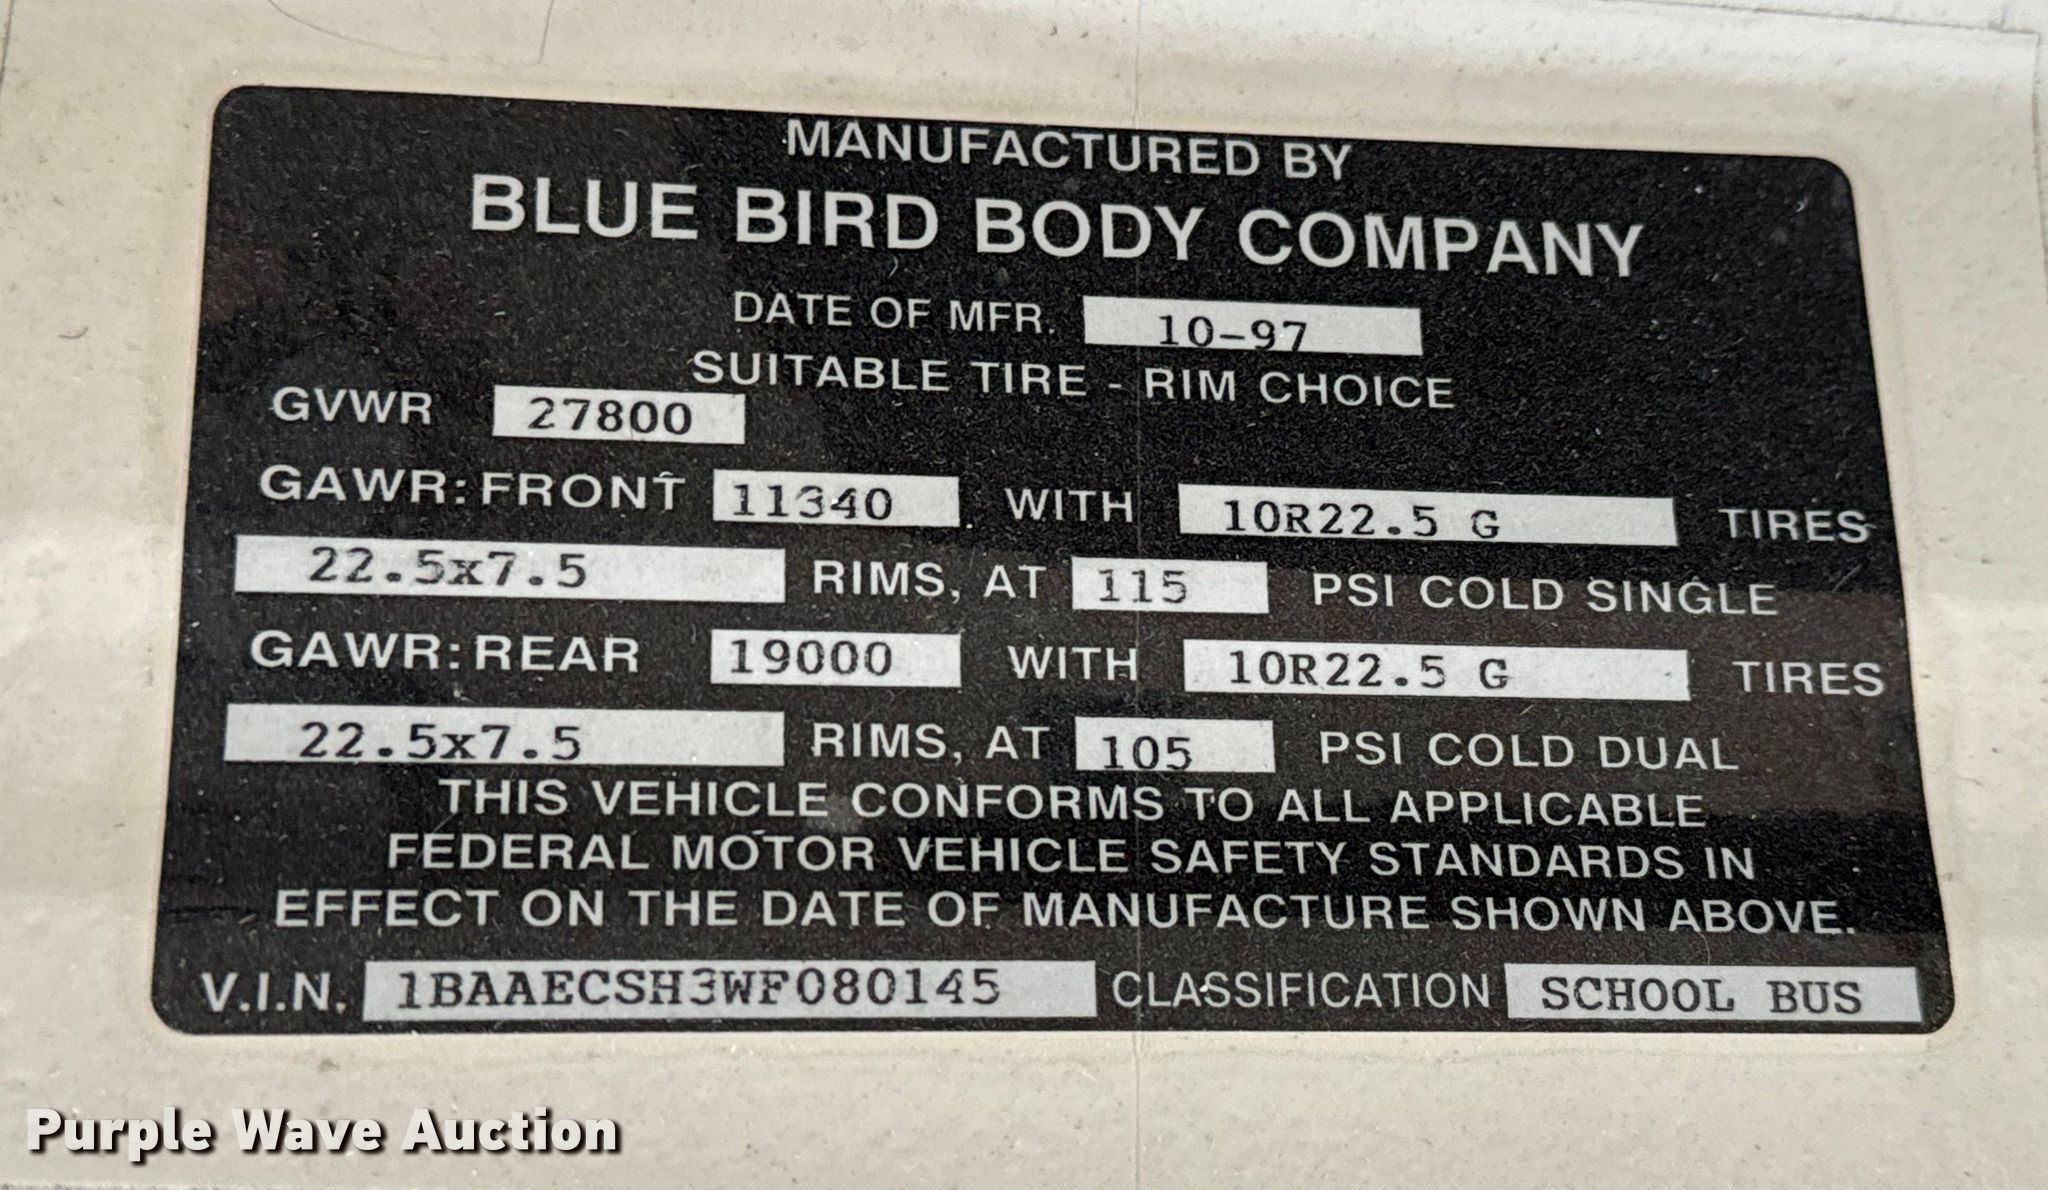 MANUFACTURED BY
BLUE BIRD BODY COMPANY
DATE OF MFR. 10-97
SUITABLE TIRE - RIM CHOICE
GVWR 27800
GAWR: FRONT 11340 WITH 10R22.5 G TIRES
22.5x7.5 RIMS, AT 115 PSI COLD SINGLE
GAWR: REAR 19000 WITH 10R22.5 G TIRES
22.5x7.5 RIMS, AT 105 PSI COLD DUAL
THIS VEHICLE CONFORMS TO ALL APPLICABLE
FEDERAL MOTOR VEHICLE SAFETY STANDARDS IN
EFFECT ON THE DATE OF MANUFACTURE SHOWN ABOVE.
V.I.N. 1BAAECSH3WF080145 CLASSIFICATION SCHOOL BUS
Purple Wave Auction